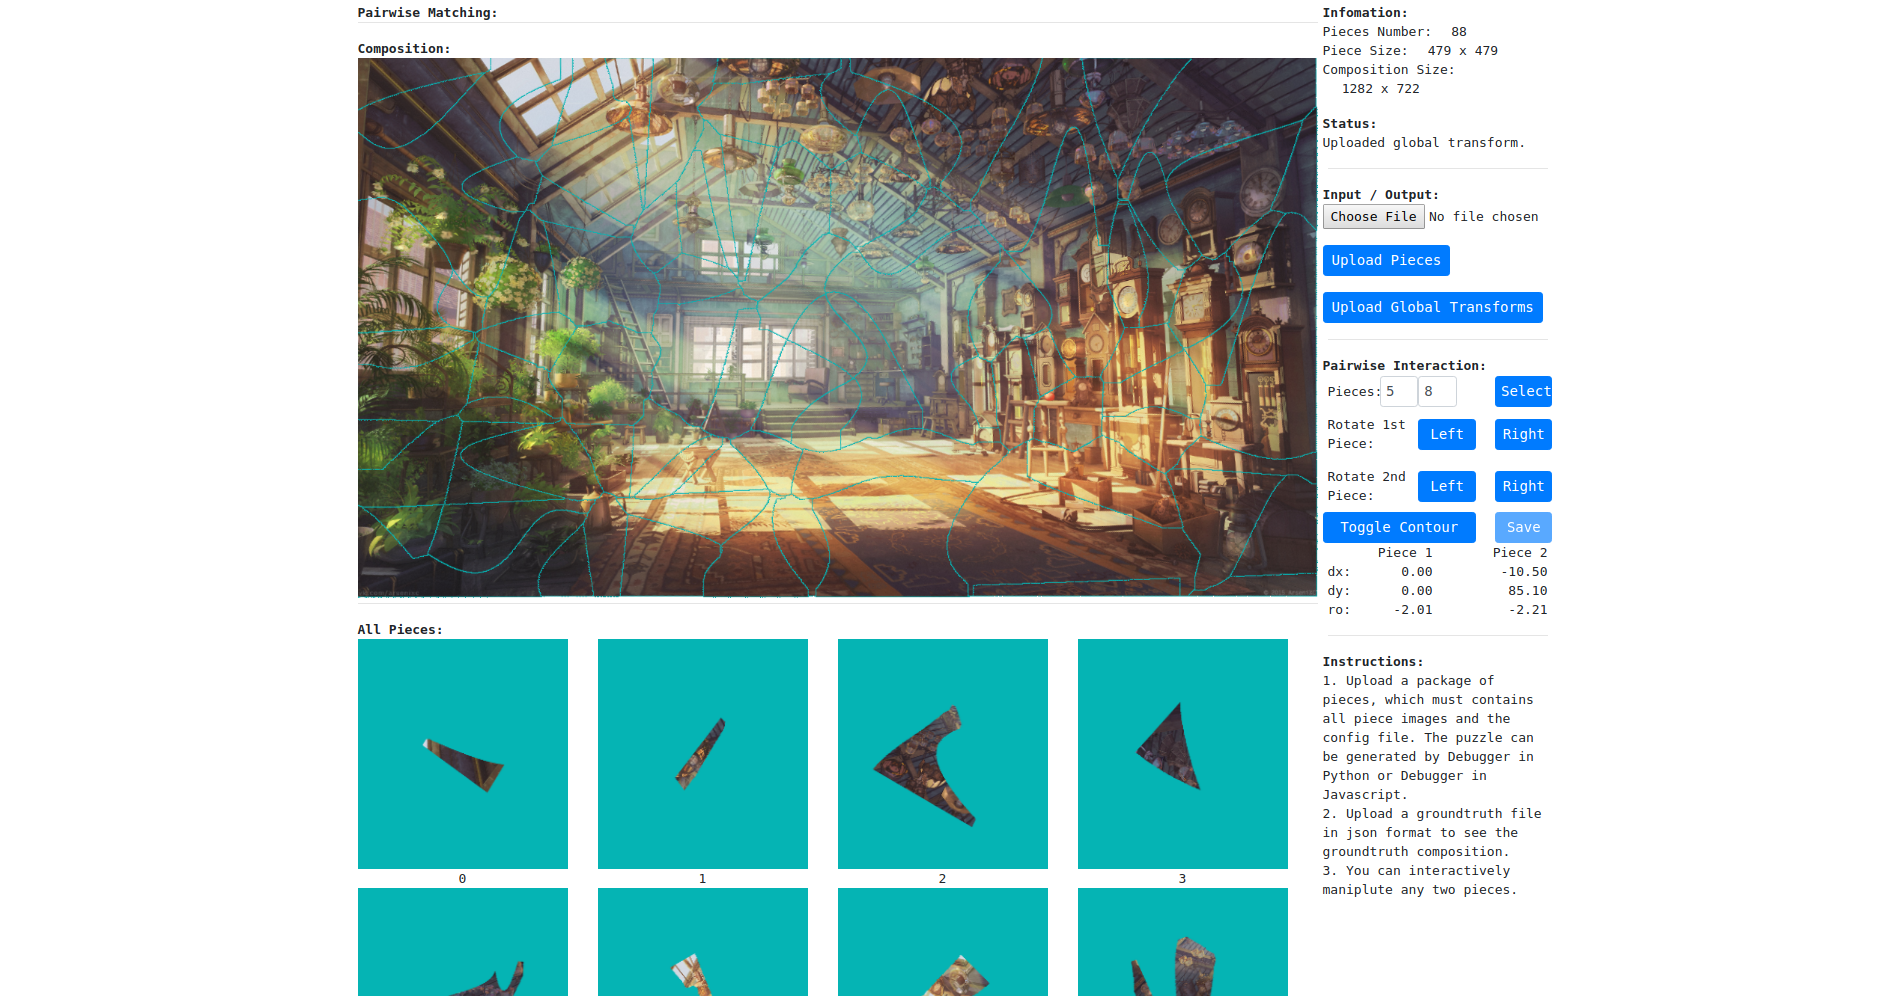 Pairwise Matching:
Composition:
All Pieces:
0
1
2
3
Infomation:
Pieces Number: 88
Piece Size: 479 x 479
Composition Size:
1282 x 722
Status:
Uploaded global transform.
Input / Output:
Choose File No file chosen
Upload Pieces
Upload Global Transforms
Pairwise Interaction:
Pieces: 5 8 Select
Rotate 1st
Piece:
Left Right
Rotate 2nd
Piece:
Left Right
Toggle Contour Save
Piece 1 Piece 2
dx: 0.00 -10.50
dy: 0.00 85.10
ro: -2.01 -2.21
Instructions:
1. Upload a package of
pieces, which must contains
all piece images and the
config file. The puzzle can
be generated by Debugger in
Python or Debugger in
Javascript.
2. Upload a groundtruth file
in json format to see the
groundtruth composition.
3. You can interactively
maniplute any two pieces.